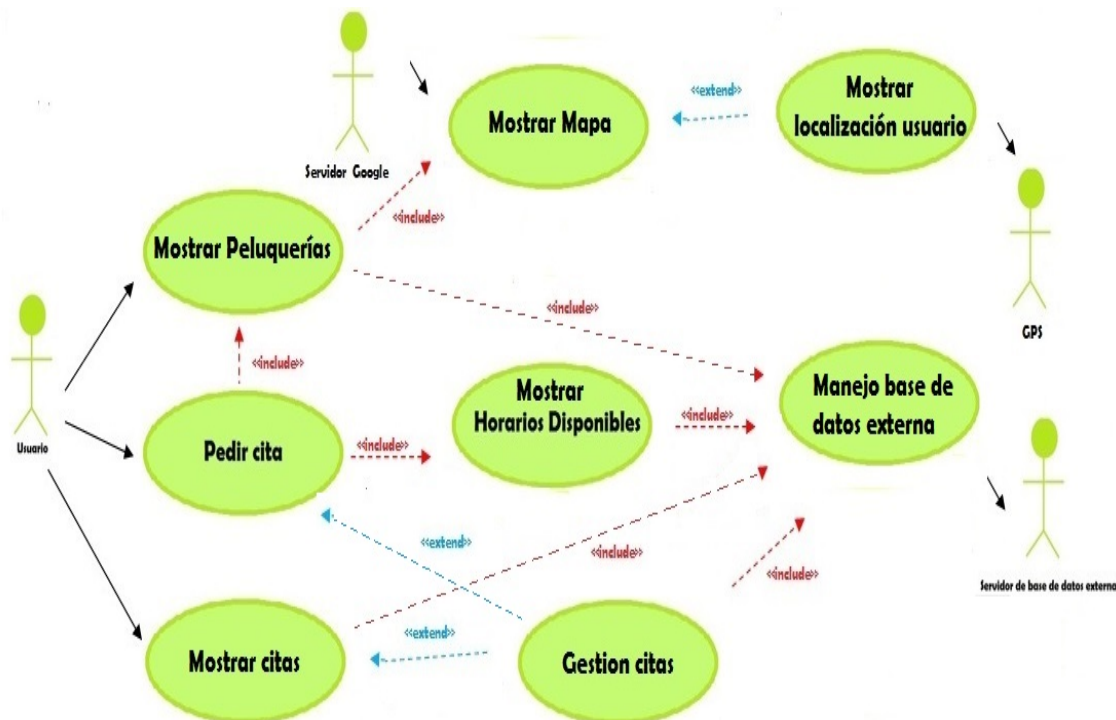 Mostrar
localización usuario
«extend»
Mostrar Mapa
Servidor Google
«include»
Mostrar Peluquerías
«include»
GPS
«include»
Mostrar
Horarios Disponibles
Manejo base de
datos externa
«include»
Usuario
Pedir cita
«include»
«extend»
«include»
«include»
Servidor de base de datos externa
«extend»
Mostrar citas
Gestion citas